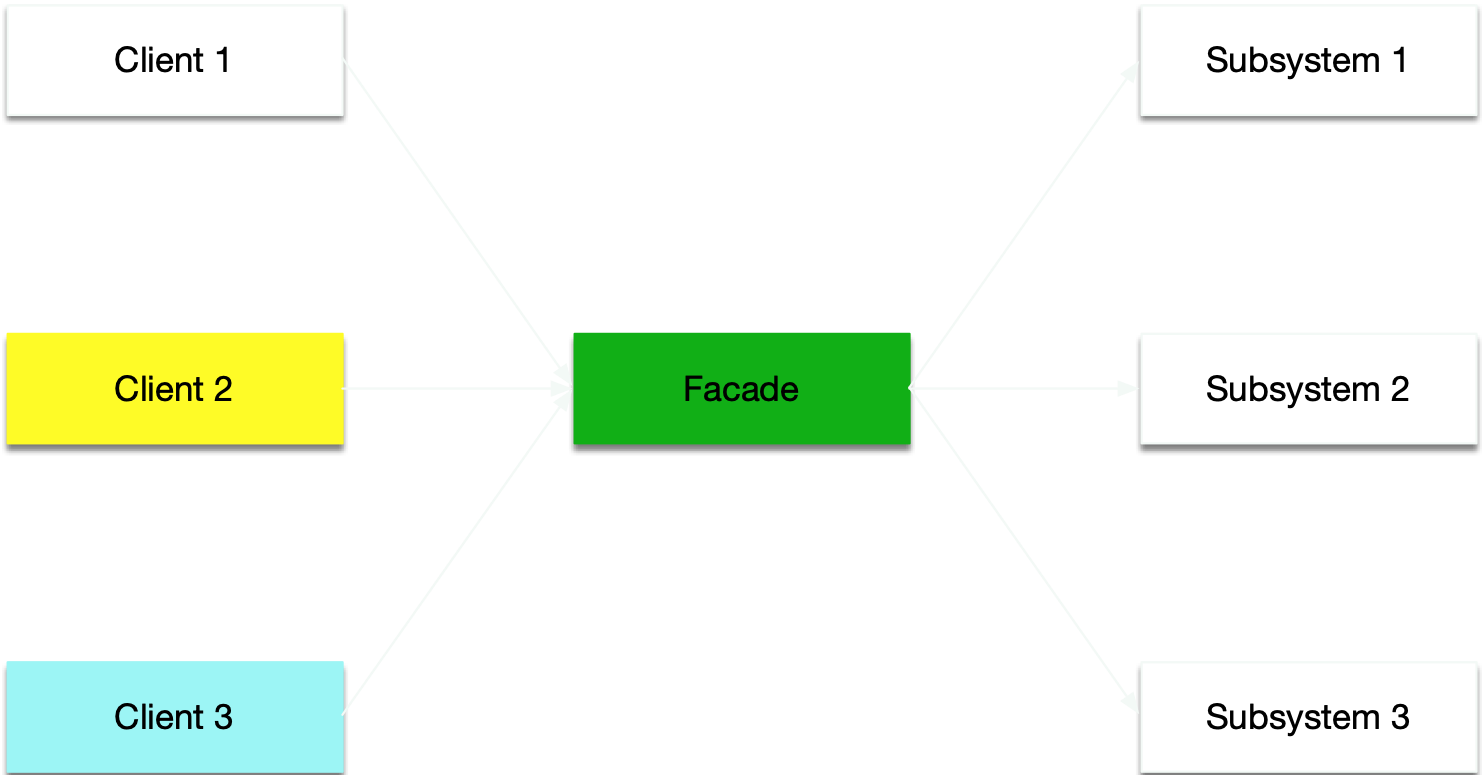 Client 1
Subsystem 1
Client 2
Facade
Subsystem 2
Client 3
Subsystem 3